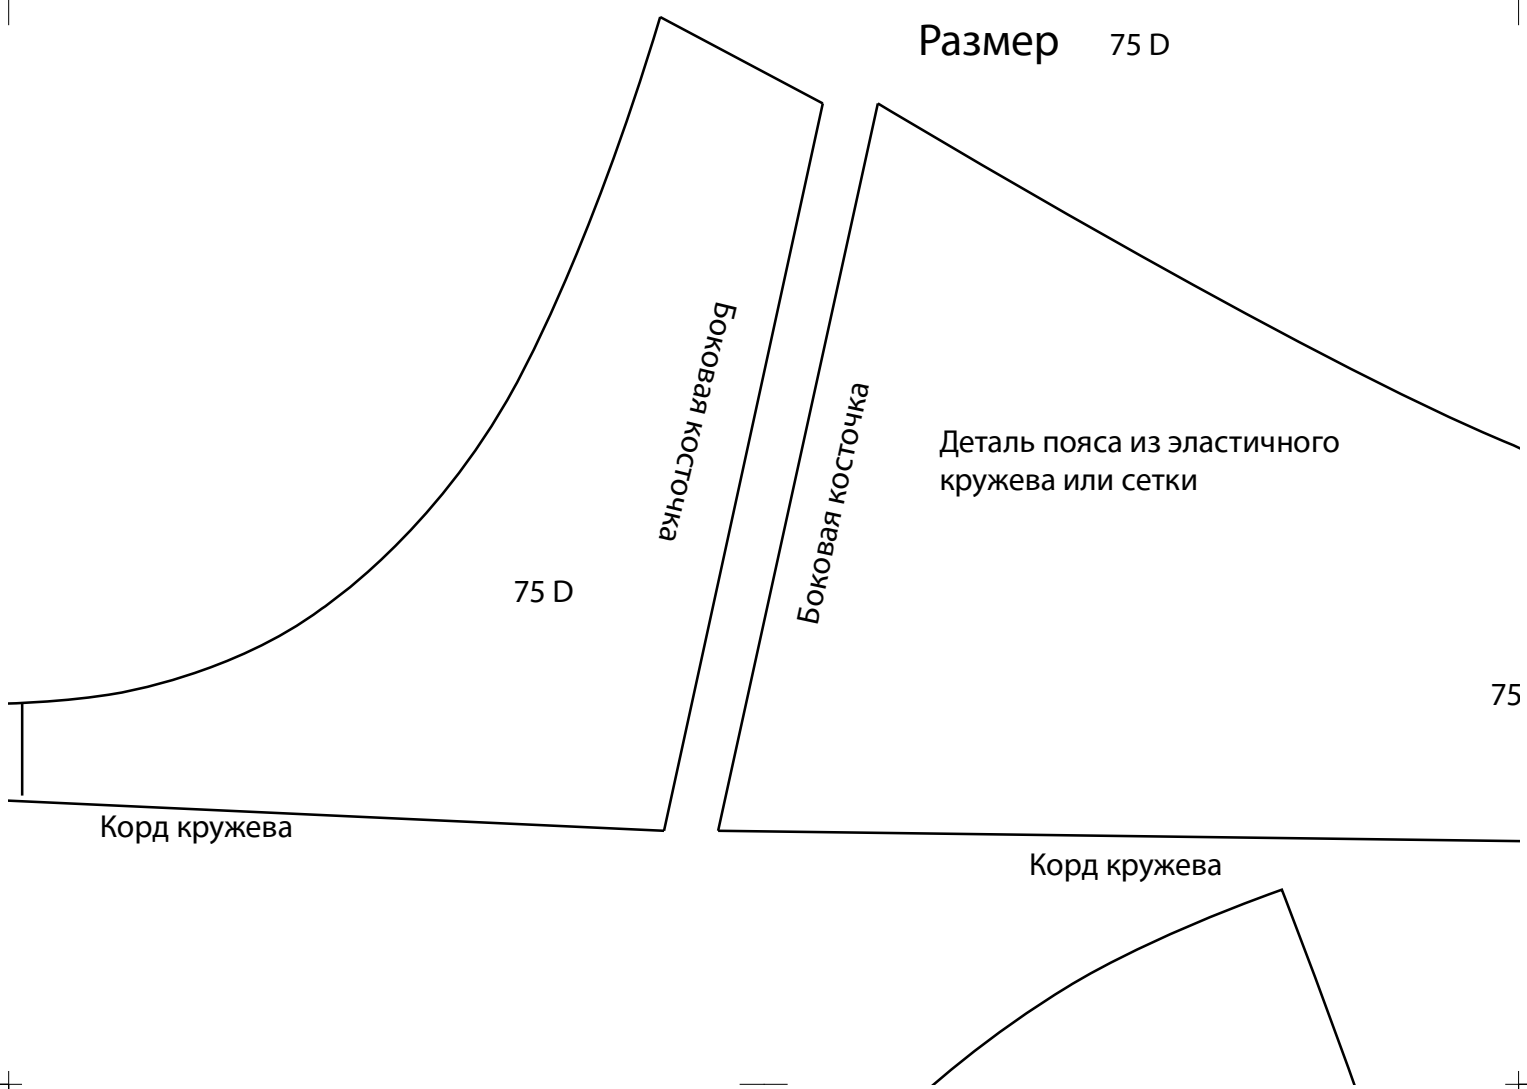 Размер 75 D
Боковая косточка
Боковая косточка
Деталь пояса из эластичного
кружева или сетки
75 D
75
Корд кружева
Корд кружева